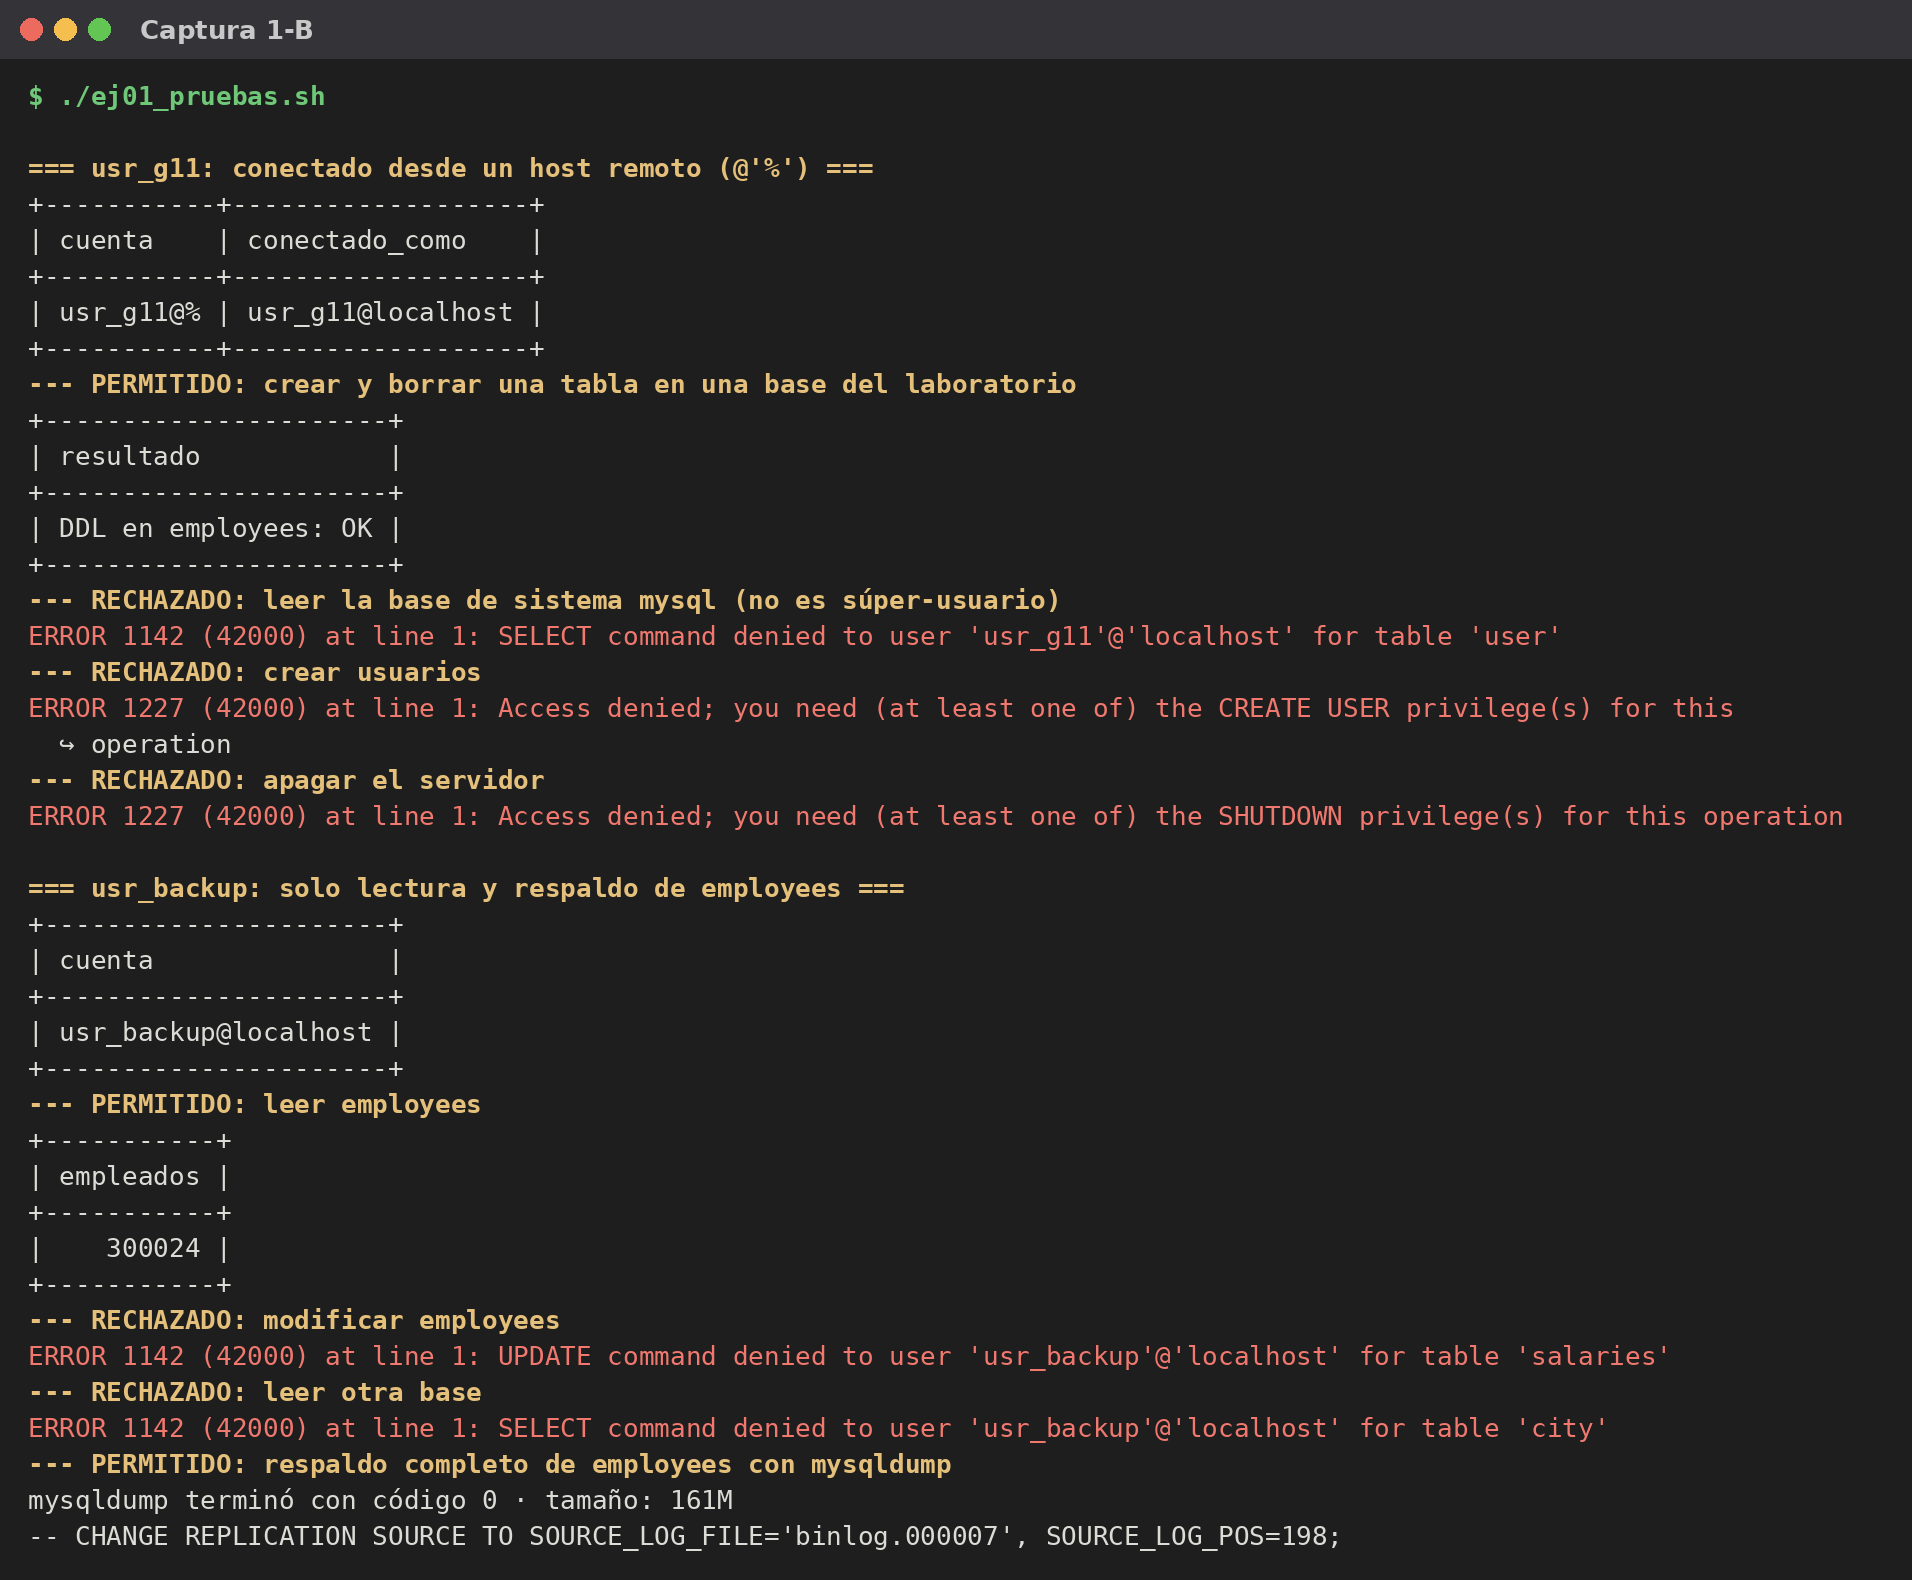 Captura 1-B
$ ./ej01_pruebas.sh
=== usr_g11: conectado desde un host remoto (@'%') ===
+-----------+-------------------+
| cuenta    | conectado_como    |
+-----------+-------------------+
| usr_g11@% | usr_g11@localhost |
+-----------+-------------------+
--- PERMITIDO: crear y borrar una tabla en una base del laboratorio
+----------------------+
| resultado            |
+----------------------+
| DDL en employees: OK |
+----------------------+
--- RECHAZADO: leer la base de sistema mysql (no es súper-usuario)
ERROR 1142 (42000) at line 1: SELECT command denied to user 'usr_g11'@'localhost' for table 'user'
--- RECHAZADO: crear usuarios
ERROR 1227 (42000) at line 1: Access denied; you need (at least one of) the CREATE USER privilege(s) for this
  ↪ operation
--- RECHAZADO: apagar el servidor
ERROR 1227 (42000) at line 1: Access denied; you need (at least one of) the SHUTDOWN privilege(s) for this operation
=== usr_backup: solo lectura y respaldo de employees ===
+----------------------+
| cuenta               |
+----------------------+
| usr_backup@localhost |
+----------------------+
--- PERMITIDO: leer employees
+-----------+
| empleados |
+-----------+
|    300024 |
+-----------+
--- RECHAZADO: modificar employees
ERROR 1142 (42000) at line 1: UPDATE command denied to user 'usr_backup'@'localhost' for table 'salaries'
--- RECHAZADO: leer otra base
ERROR 1142 (42000) at line 1: SELECT command denied to user 'usr_backup'@'localhost' for table 'city'
--- PERMITIDO: respaldo completo de employees con mysqldump
mysqldump terminó con código 0 · tamaño: 161M
-- CHANGE REPLICATION SOURCE TO SOURCE_LOG_FILE='binlog.000007', SOURCE_LOG_POS=198;